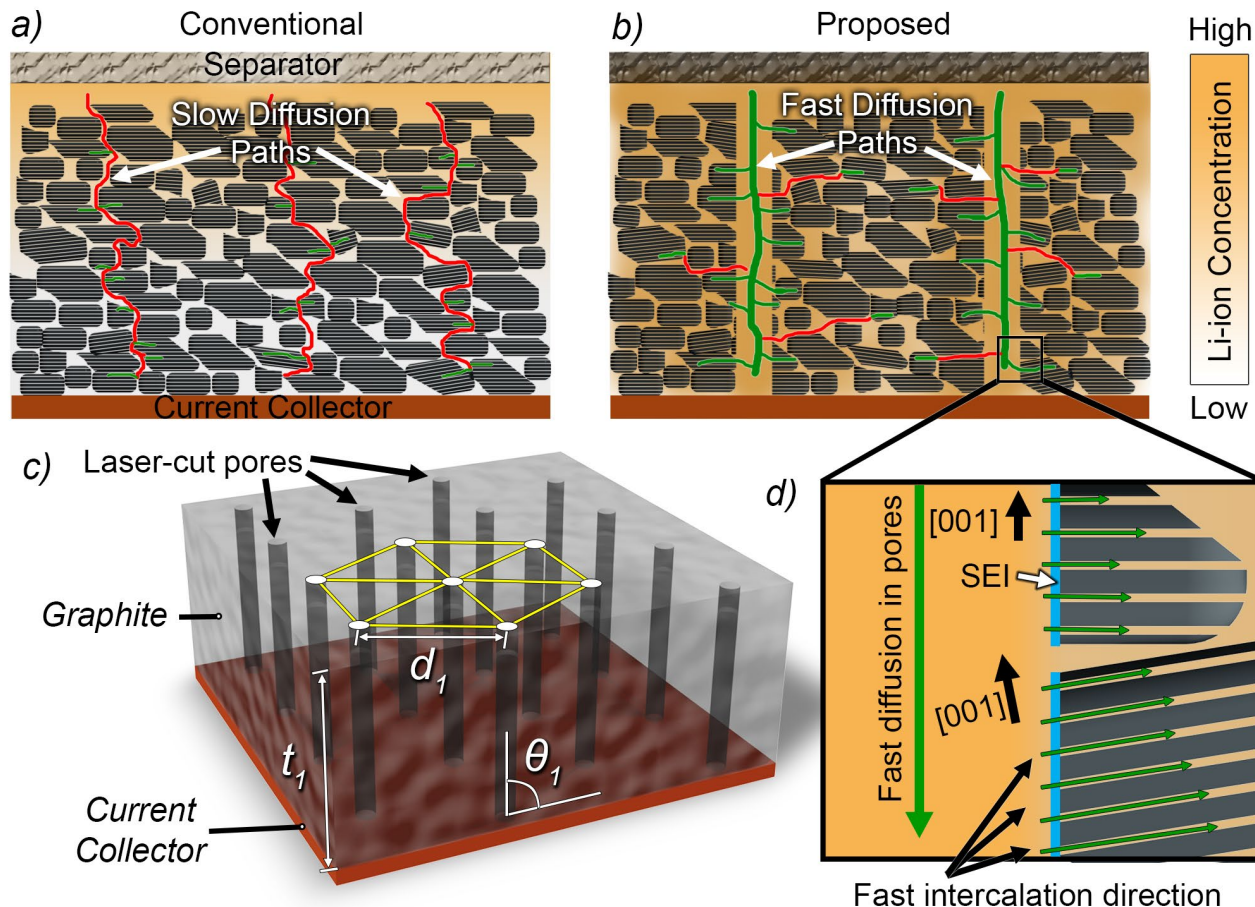 a)
Conventional
Separator
Slow Diffusion
Paths
Current Collector
b)
Proposed
Fast Diffusion
Paths
High
Li-ion Concentration
Low
c)
Laser-cut pores
Graphite
d₁
t₁
θ₁
Current
Collector
d)
Fast diffusion in pores
[001]
SEI
[001]
Fast intercalation direction